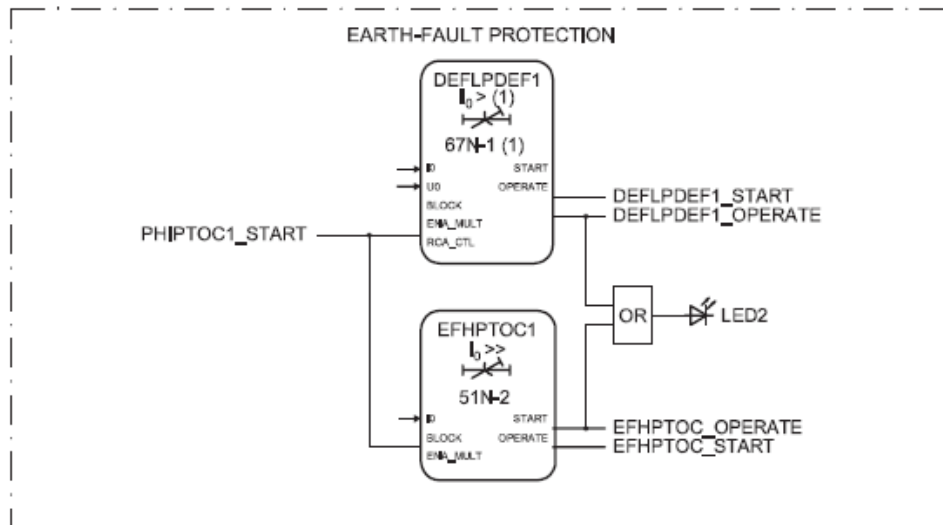 EARTH-FAULT PROTECTION
DEFLPDEF1
I0 > (1)
67N-1 (1)
I0
START
U0
OPERATE
BLOCK
ENA_MULT
RCA_CTL
DEFLPDEF1_START
DEFLPDEF1_OPERATE
PHIPTOC1_START
OR
LED2
EFHPTOC1
I0 >>
51N-2
I0
START
BLOCK
OPERATE
ENA_MULT
EFHPTOC_OPERATE
EFHPTOC_START